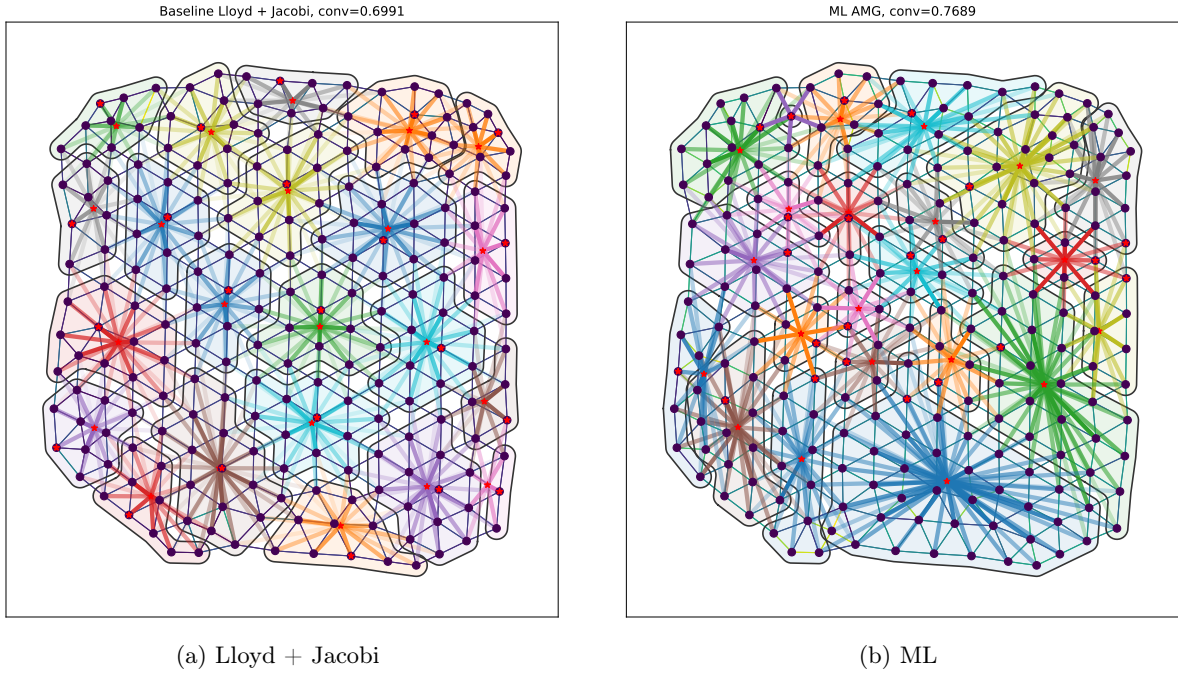 Baseline Lloyd + Jacobi, conv=0.6991
ML AMG, conv=0.7689
(a) Lloyd + Jacobi
(b) ML